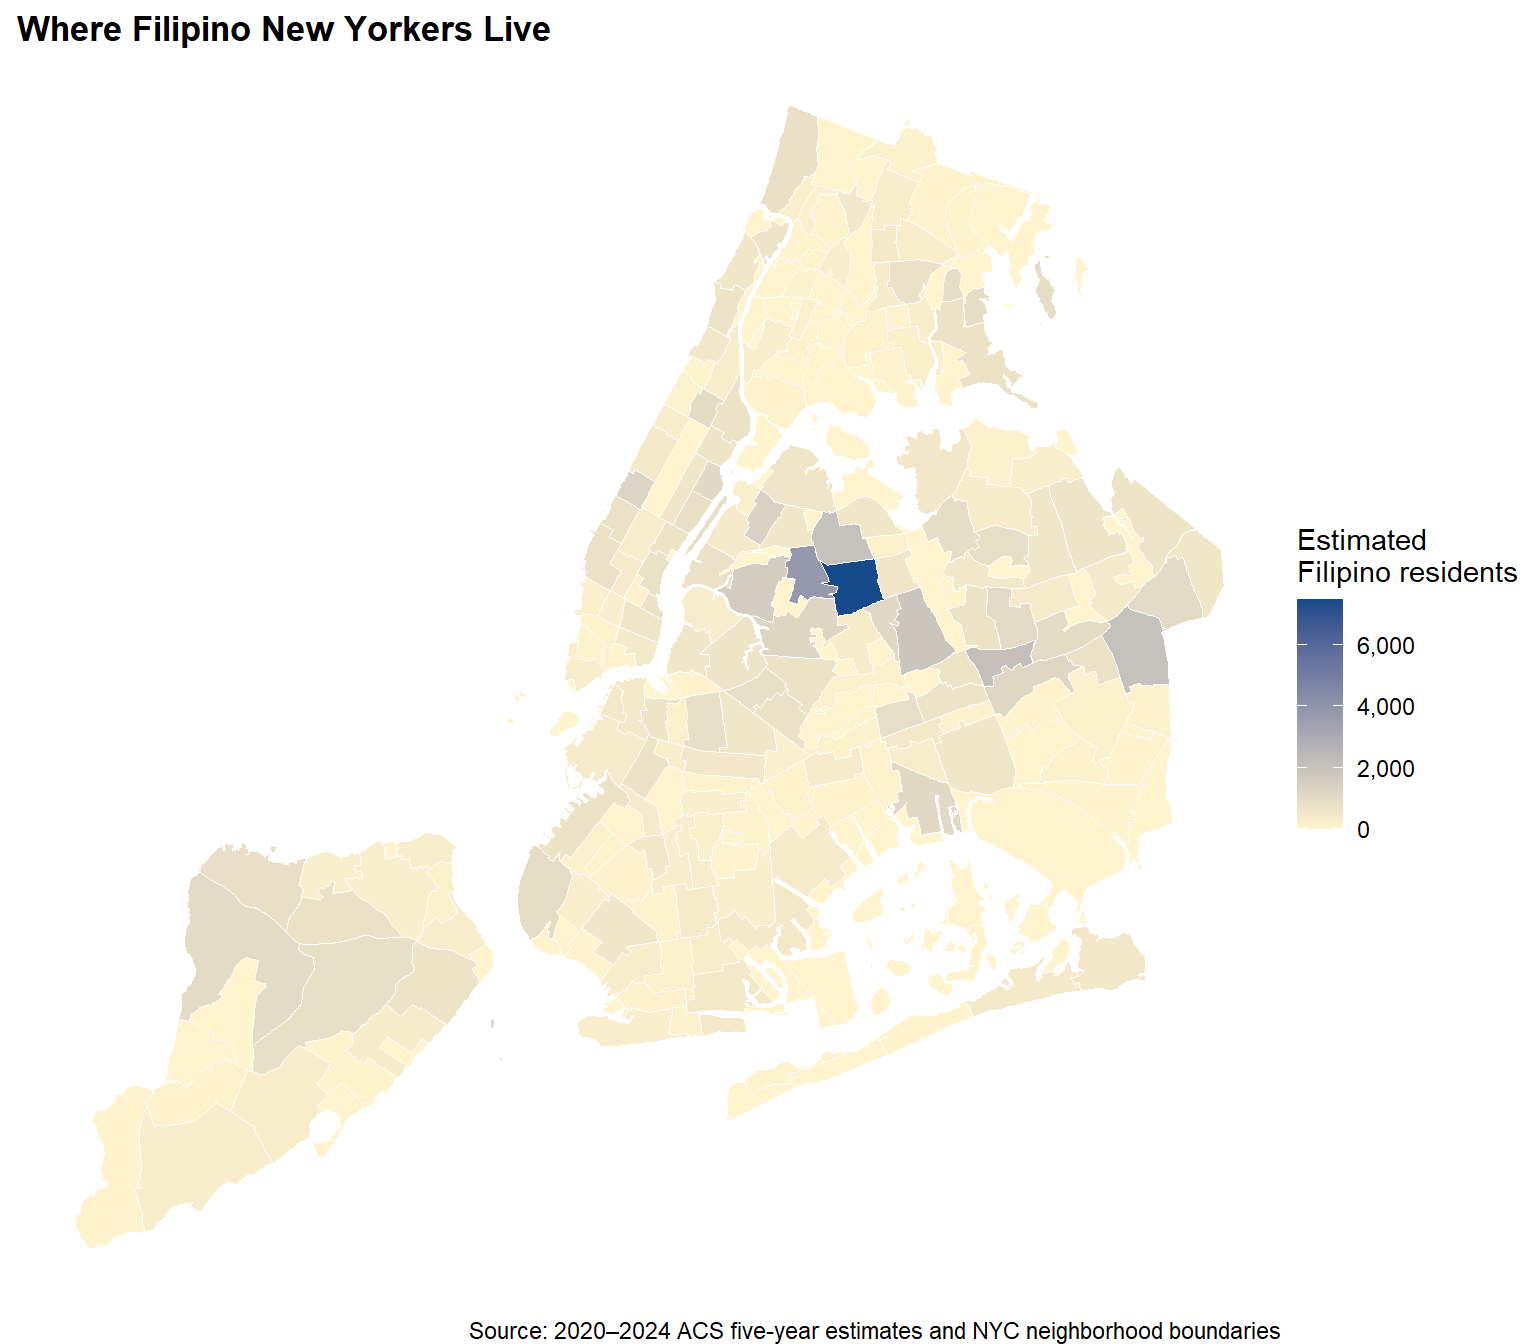 Where Filipino New Yorkers Live
Estimated
Filipino residents
6,000
4,000
2,000
0
Source: 2020–2024 ACS five-year estimates and NYC neighborhood boundaries